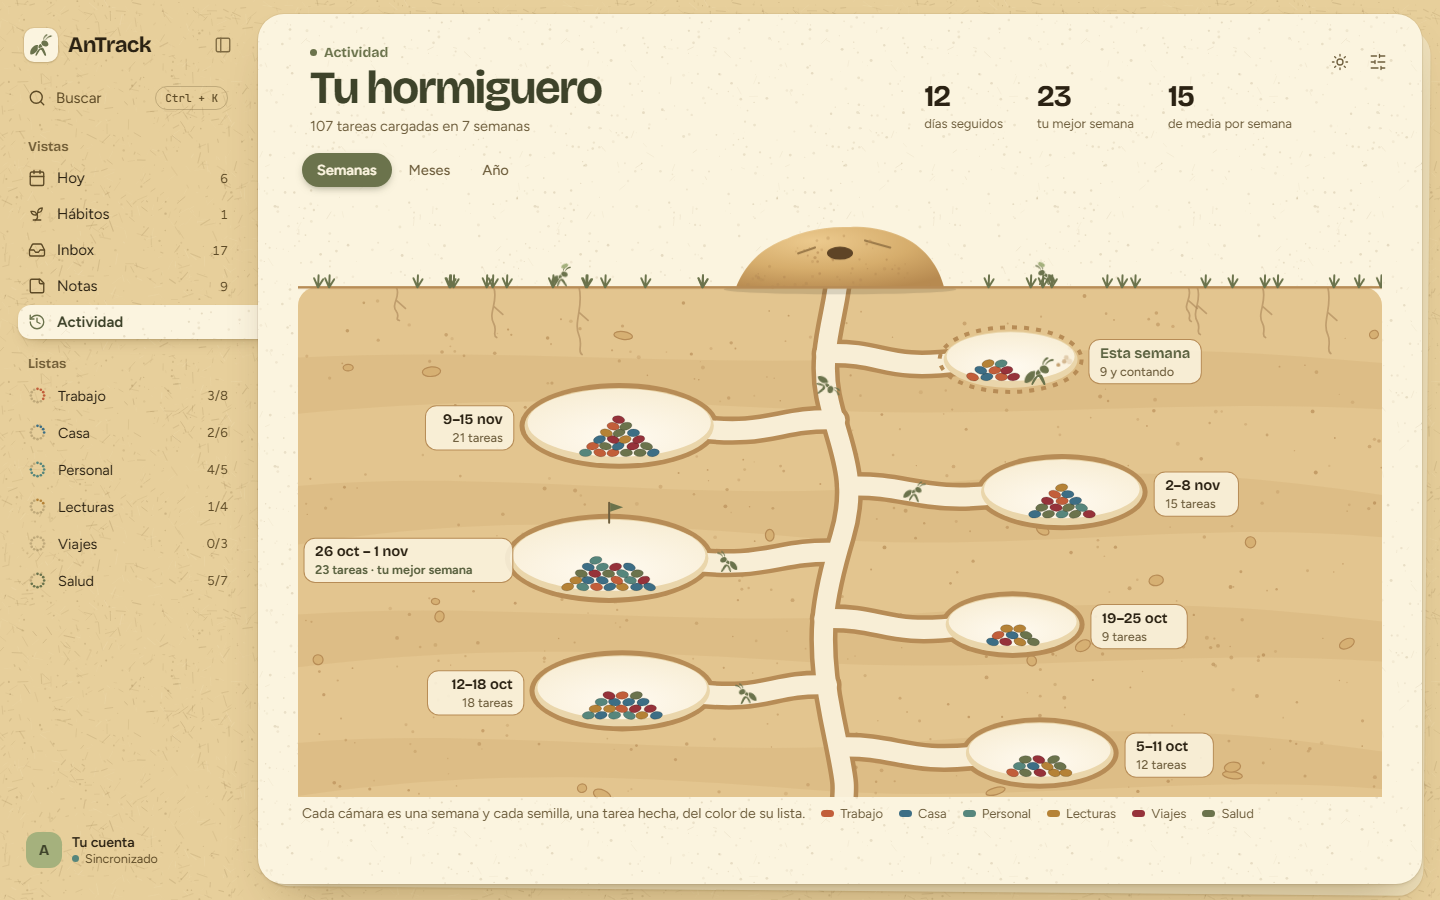 AnTrack
Buscar
Ctrl + K
Vistas
Hoy 6
Hábitos 1
Inbox 17
Notas 9
Actividad
Listas
Trabajo 3/8
Casa 2/6
Personal 4/5
Lecturas 1/4
Viajes 0/3
Salud 5/7
A
Tu cuenta
Sincronizado
Actividad
Tu hormiguero
107 tareas cargadas en 7 semanas
12
días seguidos
23
tu mejor semana
15
de media por semana
Semanas Meses Año
Esta semana
9 y contando
9–15 nov
21 tareas
2–8 nov
15 tareas
26 oct – 1 nov
23 tareas · tu mejor semana
19–25 oct
9 tareas
12–18 oct
18 tareas
5–11 oct
12 tareas
Cada cámara es una semana y cada semilla, una tarea hecha, del color de su lista. Trabajo Casa Personal Lecturas Viajes Salud